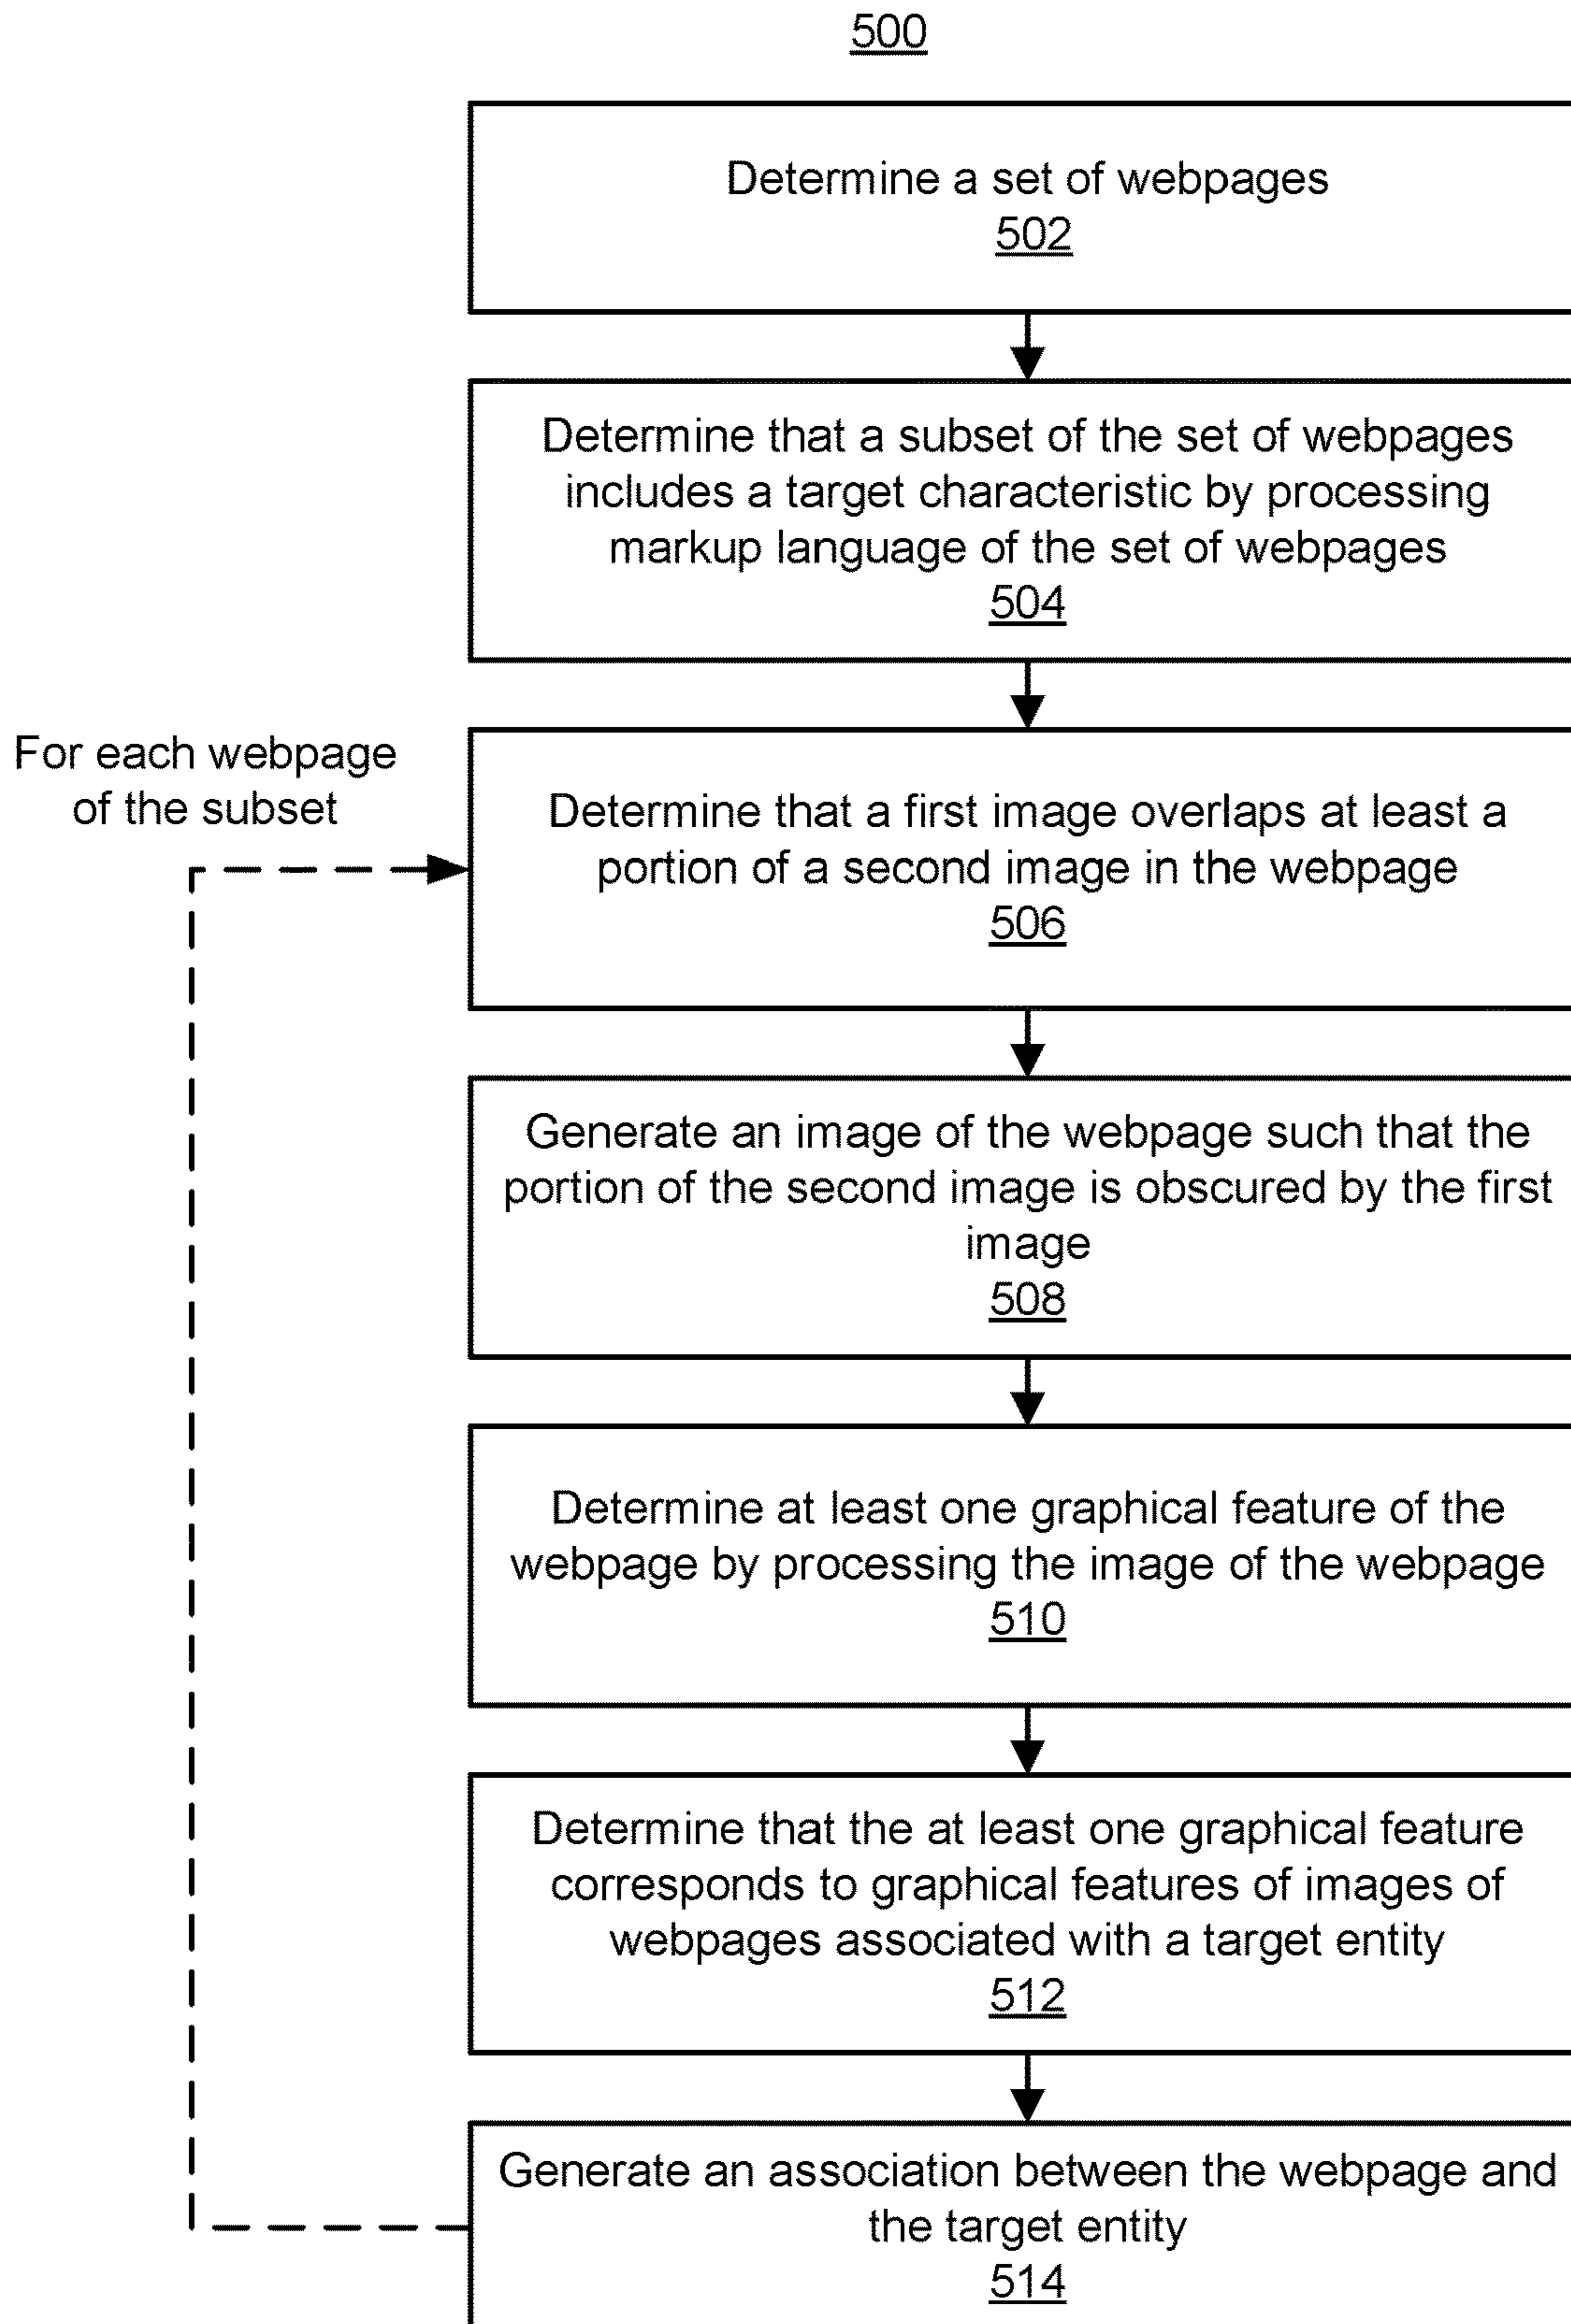 500
Determine a set of webpages
502
Determine that a subset of the set of webpages
includes a target characteristic by processing
markup language of the set of webpages
504
For each webpage
of the subset
Determine that a first image overlaps at least a
portion of a second image in the webpage
506
Generate an image of the webpage such that the
portion of the second image is obscured by the first
image
508
Determine at least one graphical feature of the
webpage by processing the image of the webpage
510
Determine that the at least one graphical feature
corresponds to graphical features of images of
webpages associated with a target entity
512
Generate an association between the webpage and
the target entity
514